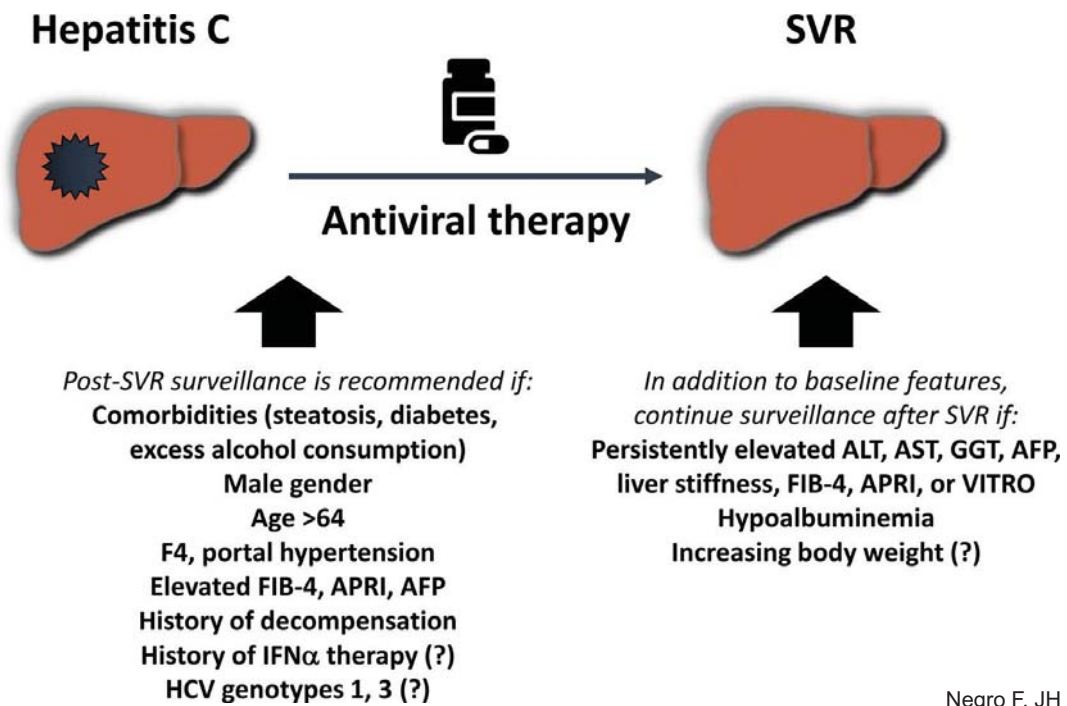 Hepatitis C
SVR
Antiviral therapy
Post-SVR surveillance is recommended if:
Comorbidities (steatosis, diabetes,
excess alcohol consumption)
Male gender
Age >64
F4, portal hypertension
Elevated FIB-4, APRI, AFP
History of decompensation
History of IFNα therapy (?)
HCV genotypes 1, 3 (?)
In addition to baseline features,
continue surveillance after SVR if:
Persistently elevated ALT, AST, GGT, AFP,
liver stiffness, FIB-4, APRI, or VITRO
Hypoalbuminemia
Increasing body weight (?)
Negro F, JH